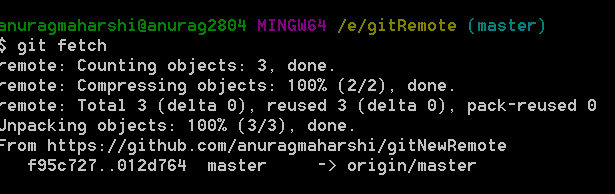 anuragmaharshi@anurag2804 MINGW64 /e/gitRemote (master)
$ git fetch
remote: Counting objects: 3, done.
remote: Compressing objects: 100% (2/2), done.
remote: Total 3 (delta 0), reused 3 (delta 0), pack-reused 0
Unpacking objects: 100% (3/3), done.
From https://github.com/anuragmaharshi/gitNewRemote
   f95c727..012d764  master     -> origin/master